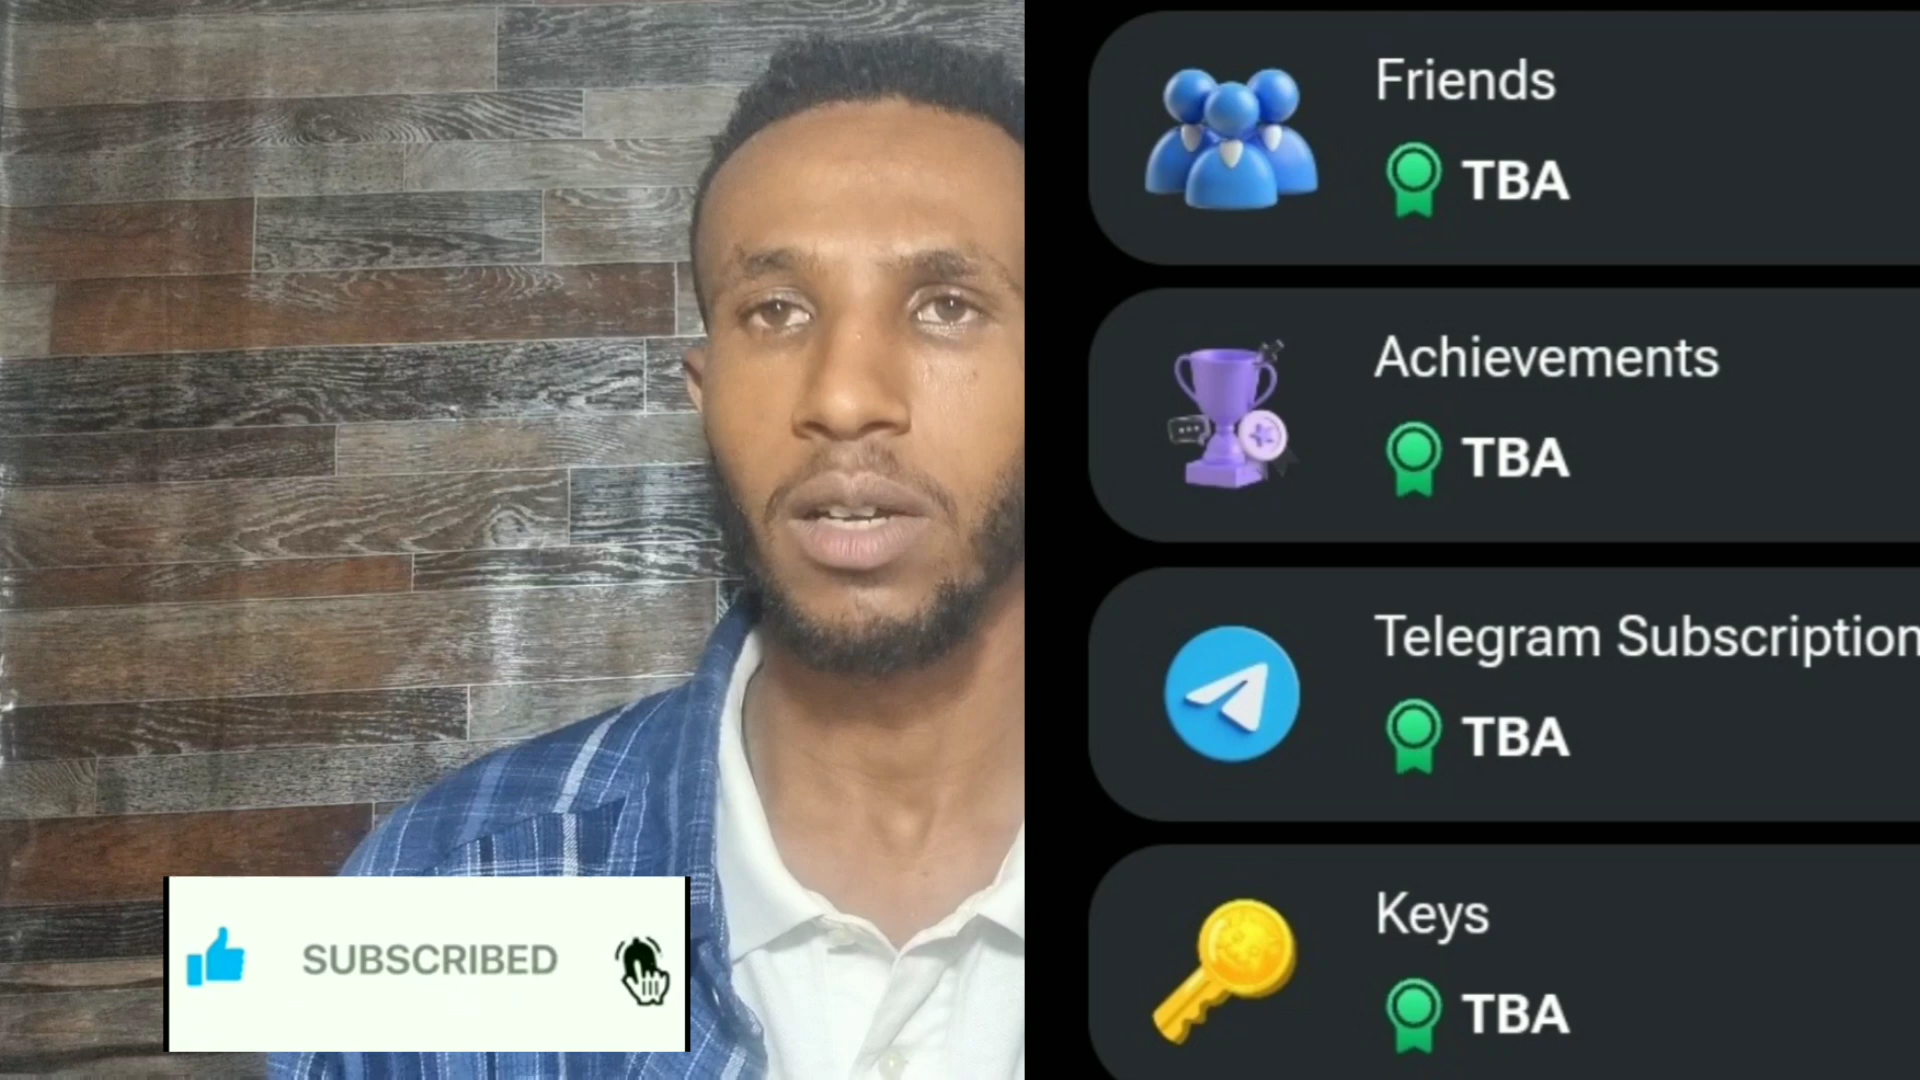 SUBSCRIBED
Friends
TBA
Achievements
TBA
Telegram Subscription
TBA
Keys
TBA